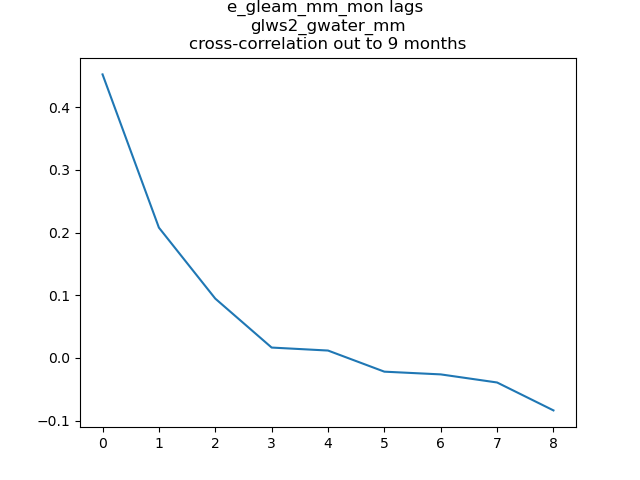 e_gleam_mm_mon lags
glws2_gwater_mm
cross-correlation out to 9 months
0.4
0.3
0.2
0.1
0.0
−0.1
0 1 2 3 4 5 6 7 8